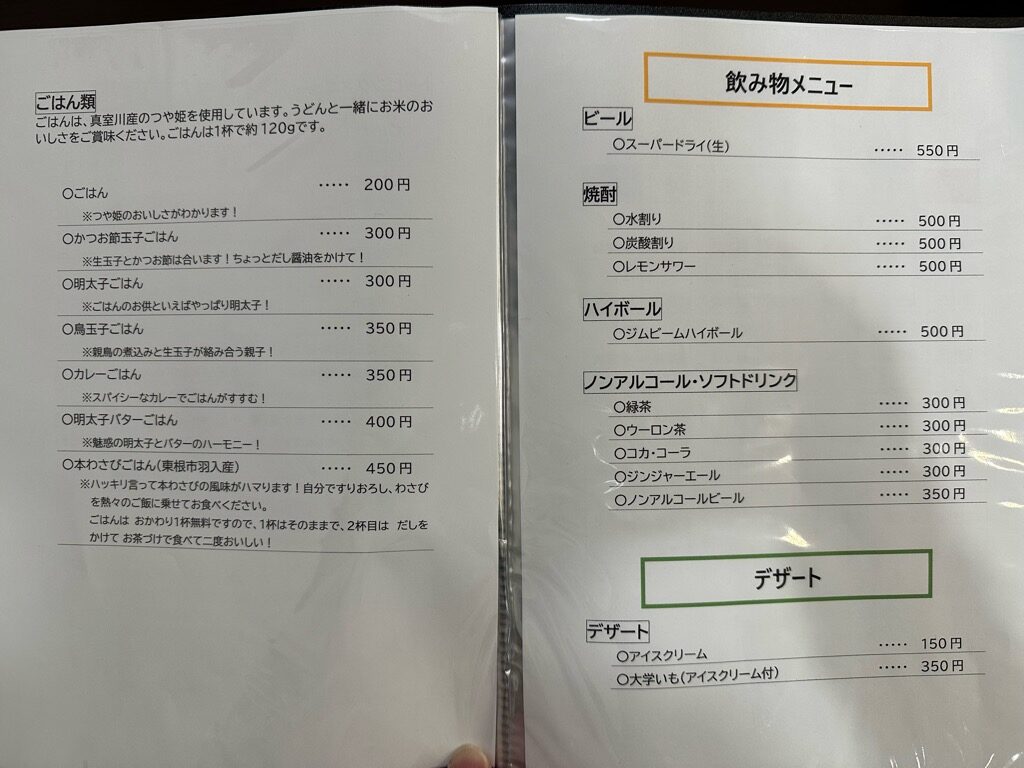 ごはん類
ごはんは、真室川産のつや姫を使用しています。うどんと一緒にお米のお
いしさをご賞味ください。ごはんは1杯で約120gです。
○ごはん ····· 200円
※つや姫のおいしさがわかります！
○かつお節玉子ごはん ····· 300円
※生玉子とかつお節は合います！ちょっとだし醤油をかけて！
○明太子ごはん ····· 300円
※ごはんのお供といえばやっぱり明太子！
○鳥玉子ごはん ····· 350円
※親鳥の煮込みと生玉子が絡み合う親子！
○カレーごはん ····· 350円
※スパイシーなカレーでごはんがすすむ！
○明太子バターごはん ····· 400円
※魅惑の明太子とバターのハーモニー！
○本わさびごはん(東根市羽入産) ····· 450円
※ハッキリ言って本わさびの風味がハマります！自分ですりおろし、わさび
を熱々のご飯に乗せてお食べください。
ごはんは おかわり1杯無料ですので、1杯はそのままで、2杯目は だしを
かけて お茶づけで食べて二度おいしい！
飲み物メニュー
ビール
○スーパードライ(生) ····· 550円
焼酎
○水割り ····· 500円
○炭酸割り ····· 500円
○レモンサワー ····· 500円
ハイボール
○ジムビームハイボール ····· 500円
ノンアルコール・ソフトドリンク
○緑茶 ····· 300円
○ウーロン茶 ····· 300円
○コカ・コーラ ····· 300円
○ジンジャーエール ····· 300円
○ノンアルコールビール ····· 350円
デザート
デザート
○アイスクリーム ····· 150円
○大学いも(アイスクリーム付) ····· 350円